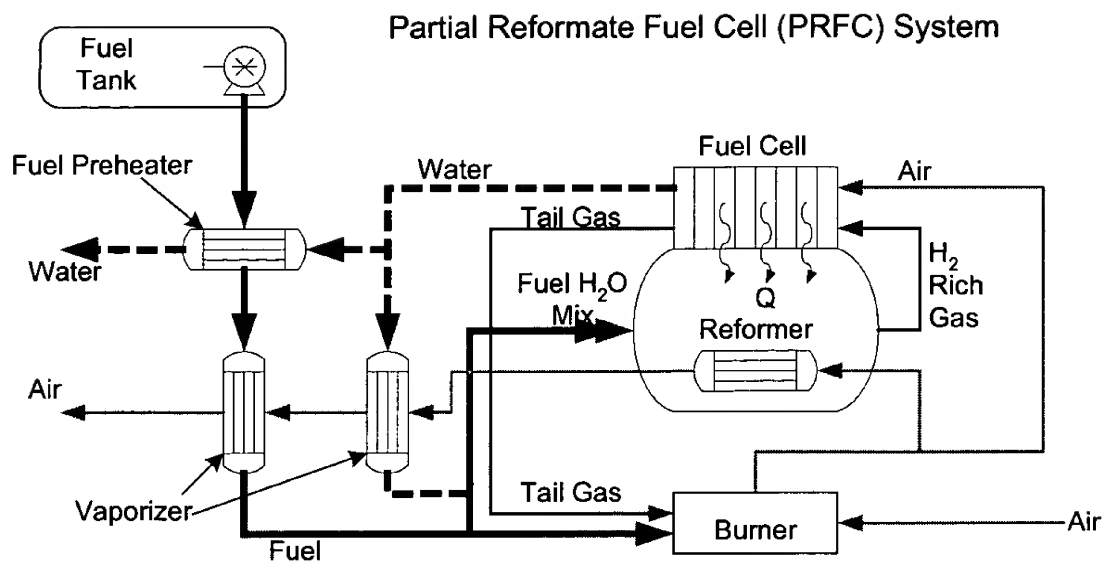 Partial Reformate Fuel Cell (PRFC) System
Fuel
Tank
Fuel Preheater
Water
Fuel Cell
Air
Tail Gas
Water
Fuel H₂O
Mix
Q
H₂
Rich
Gas
Reformer
Air
Vaporizer
Tail Gas
Burner
Air
Fuel